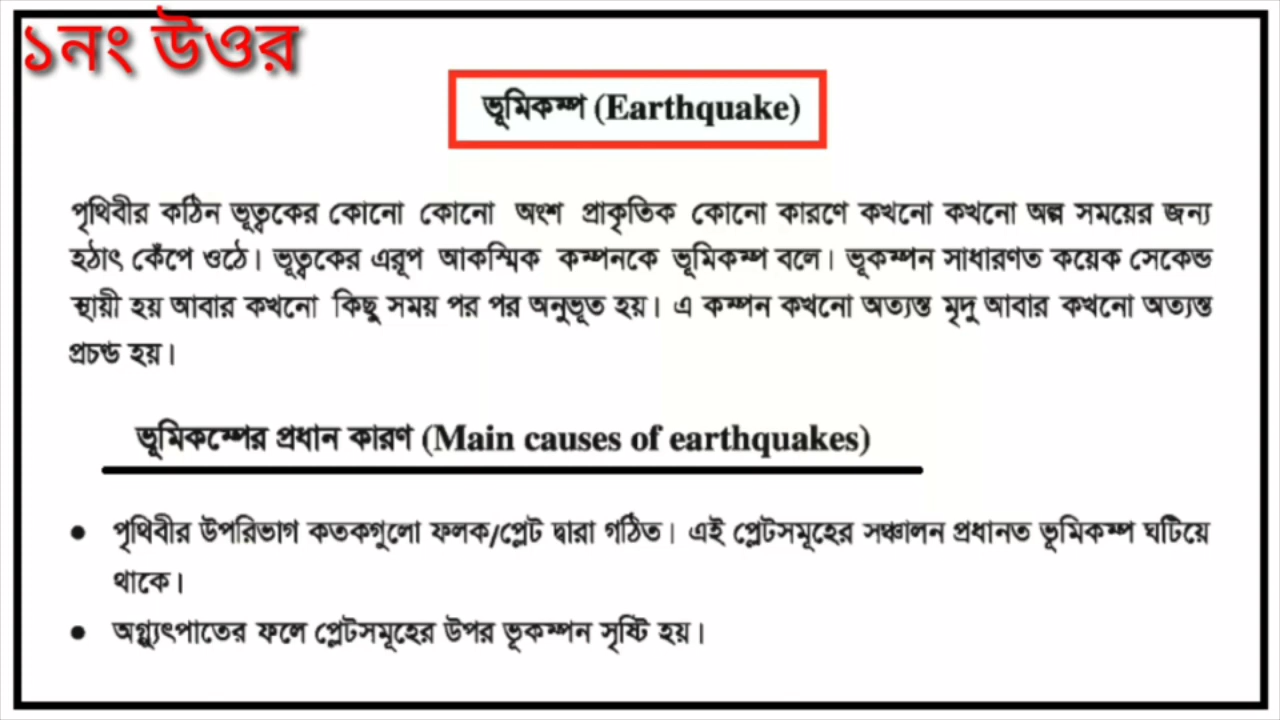 ১নং উওর
ভূমিকম্প (Earthquake)
পৃথিবীর কঠিন ভূত্বকের কোনো কোনো অংশ প্রাকৃতিক কোনো কারণে কখনো কখনো অল্প সময়ের জন্য
হঠাৎ কেঁপে ওঠে। ভূত্বকের এরূপ আকস্মিক কম্পনকে ভূমিকম্প বলে। ভূকম্পন সাধারণত কয়েক সেকেন্ড
স্থায়ী হয় আবার কখনো কিছু সময় পর পর অনুভূত হয়। এ কম্পন কখনো অত্যন্ত মৃদু আবার কখনো অত্যন্ত
প্রচন্ড হয়।
ভূমিকম্পের প্রধান কারণ (Main causes of earthquakes)
● পৃথিবীর উপরিভাগ কতকগুলো ফলক/প্লেট দ্বারা গঠিত। এই প্লেটসমূহের সঞ্চালন প্রধানত ভূমিকম্প ঘটিয়ে
থাকে।
● অগ্ন্যুৎপাতের ফলে প্লেটসমূহের উপর ভূকম্পন সৃষ্টি হয়।